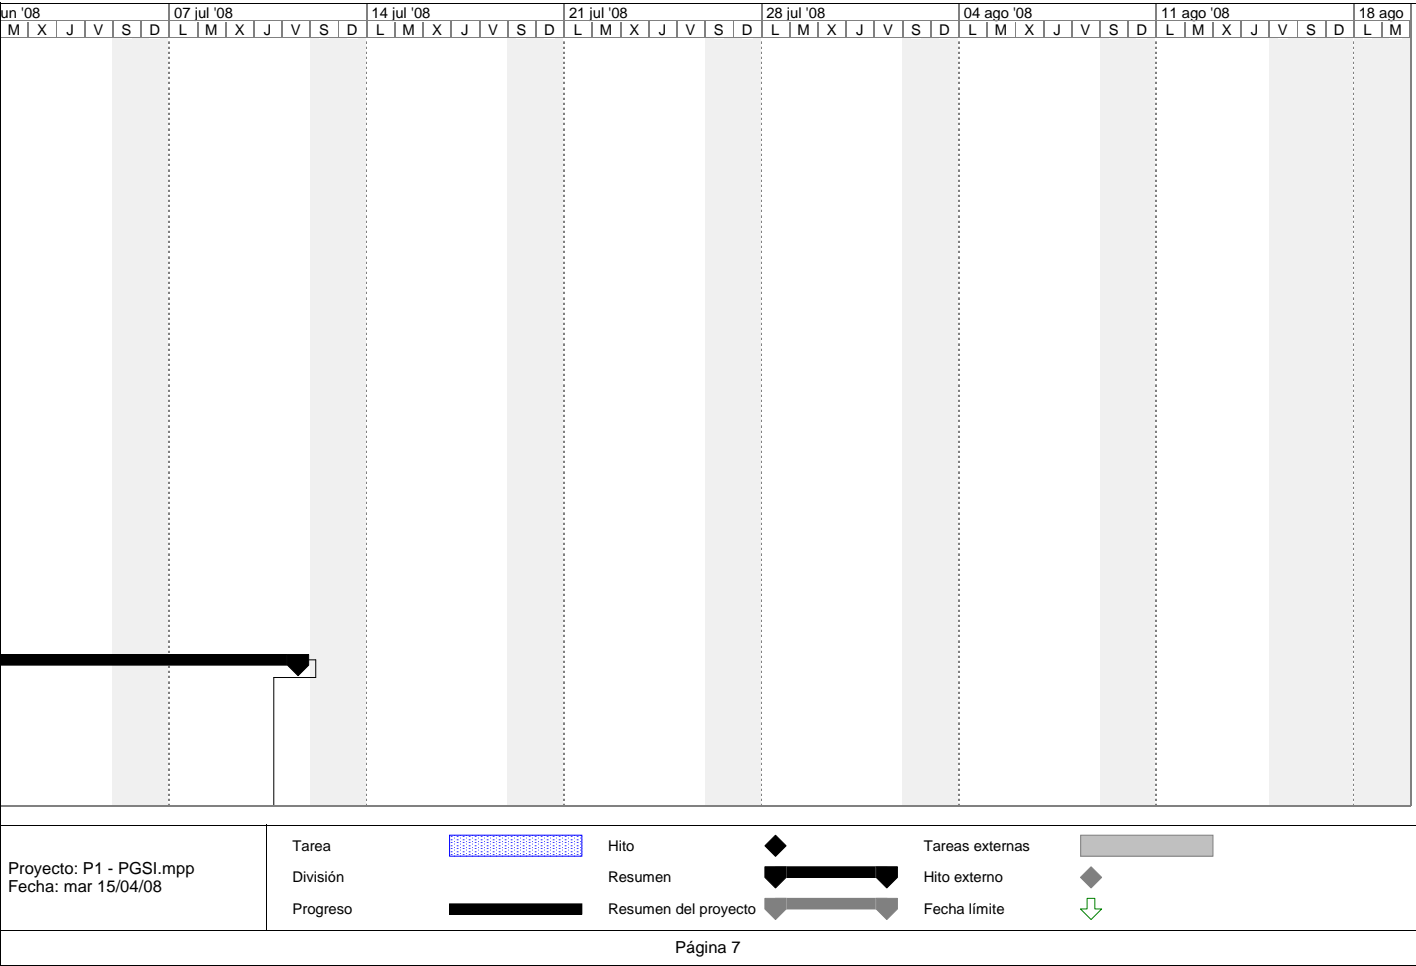 un '08 07 jul '08 14 jul '08 21 jul '08 28 jul '08 04 ago '08 11 ago '08 18 ago
M X J V S D L M X J V S D L M X J V S D L M X J V S D L M X J V S D L M X J V S D L M X J V S D L M
Tarea Hito Tareas externas
Proyecto: P1 - PGSI.mpp
Fecha: mar 15/04/08
División Resumen Hito externo
Progreso Resumen del proyecto Fecha límite
Página 7